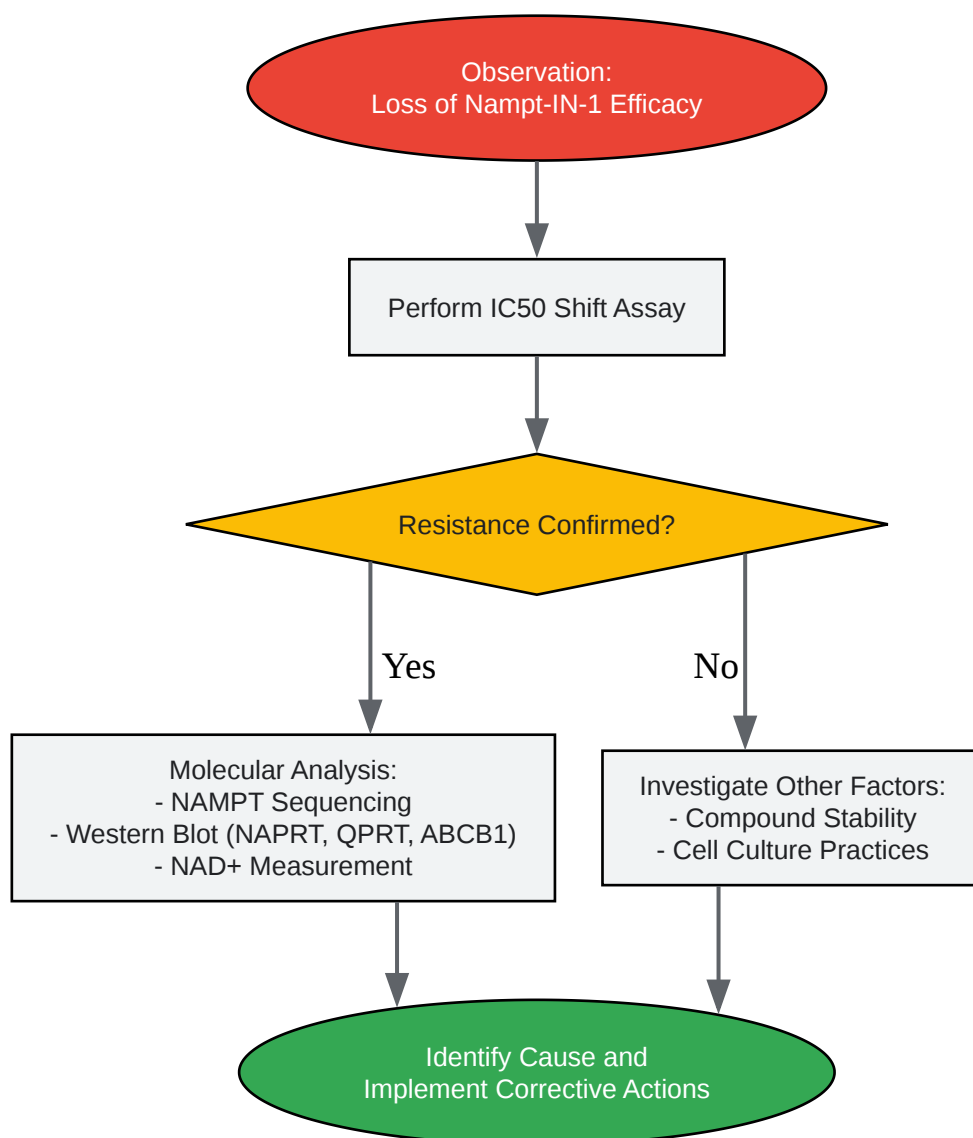 Observation:
Loss of Nampt-IN-1 Efficacy
Perform IC50 Shift Assay
Resistance Confirmed?
Yes
No
Molecular Analysis:
- NAMPT Sequencing
- Western Blot (NAPRT, QPRT, ABCB1)
- NAD+ Measurement
Investigate Other Factors:
- Compound Stability
- Cell Culture Practices
Identify Cause and
Implement Corrective Actions